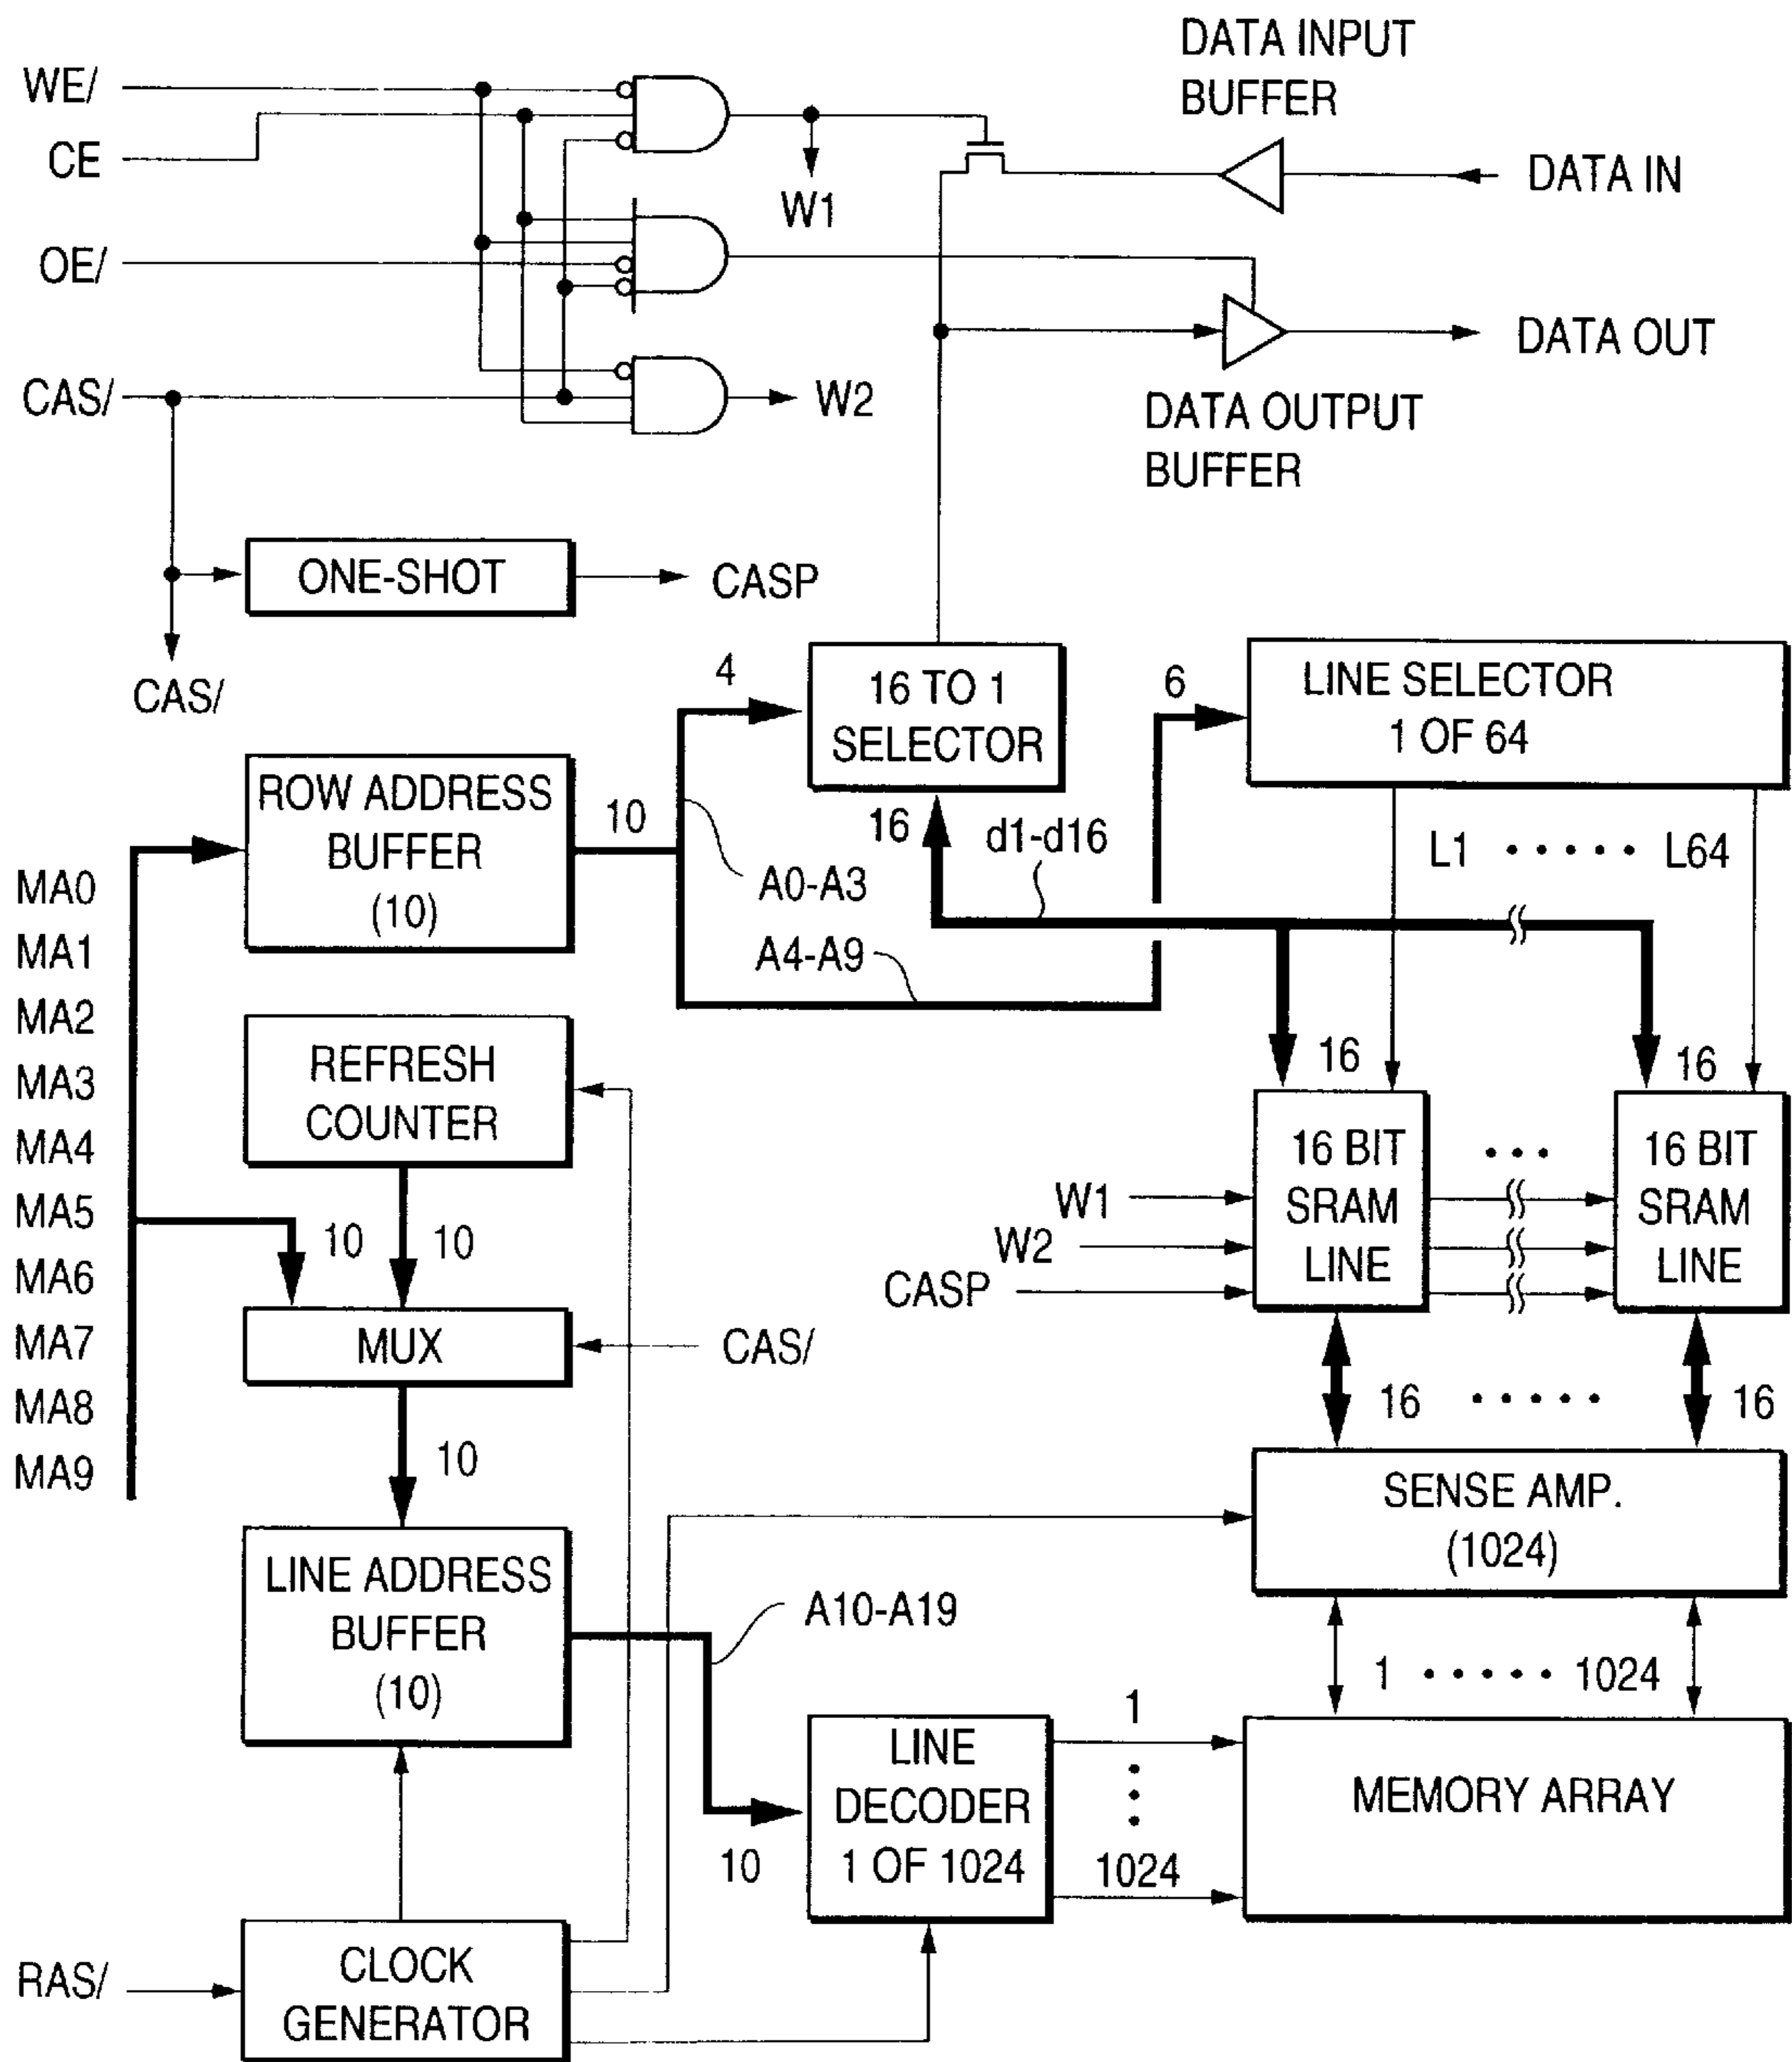 DATA INPUT
BUFFER
WE/
CE
DATA IN
W1
OE/
DATA OUT
CAS/
W2
DATA OUTPUT
BUFFER
ONE-SHOT
CASP
CAS/
4
16 TO 1
SELECTOR
6
LINE SELECTOR
1 OF 64
ROW ADDRESS
BUFFER
(10)
10
16
d1-d16
L1 ..... L64
A0-A3
A4-A9
MA0
MA1
MA2
MA3
MA4
MA5
MA6
MA7
MA8
MA9
REFRESH
COUNTER
10
10
MUX
CAS/
10
16
16
16 BIT
SRAM
LINE
...
16 BIT
SRAM
LINE
W1
W2
CASP
16 ..... 16
SENSE AMP.
(1024)
LINE ADDRESS
BUFFER
(10)
A10-A19
1 ..... 1024
10
LINE
DECODER
1 OF 1024
1
1024
MEMORY ARRAY
RAS/
CLOCK
GENERATOR